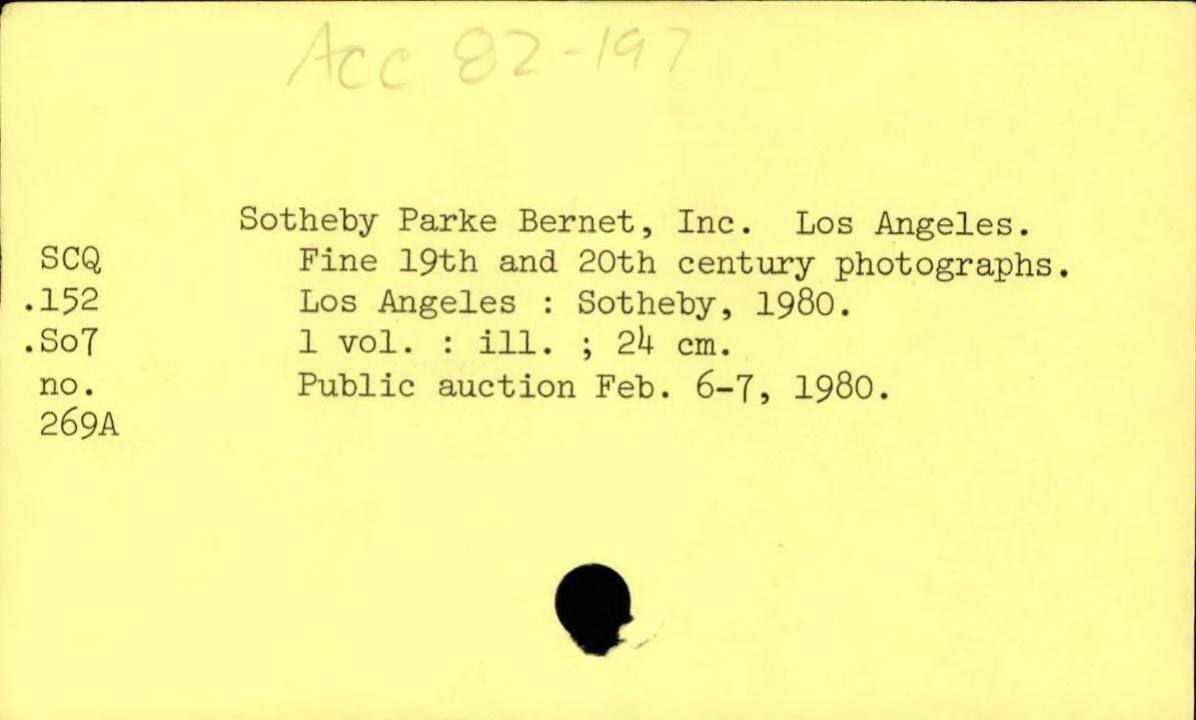 Acc 82-197
Sotheby Parke Bernet, Inc. Los Angeles.
SCQ Fine 19th and 20th century photographs.
.152 Los Angeles : Sotheby, 1980.
.So7 1 vol. : ill. ; 24 cm.
no. Public auction Feb. 6-7, 1980.
269A